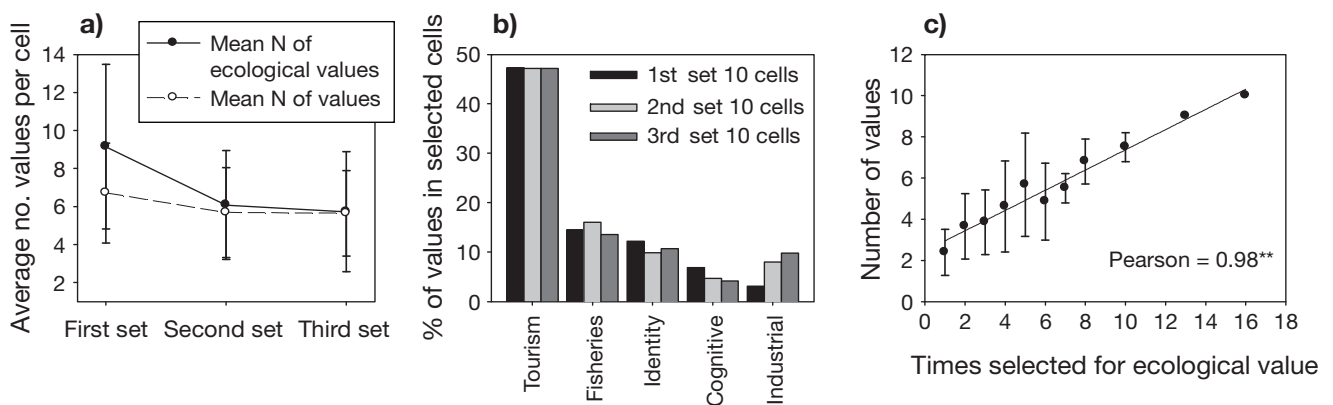 a)
Mean N of
ecological values
Mean N of values
Average no. values per cell
14
12
10
8
6
4
2
First set
Second set
Third set
b)
1st set 10 cells
2nd set 10 cells
3rd set 10 cells
% of values in selected cells
50
40
30
20
10
0
Tourism
Fisheries
Identity
Cognitive
Industrial
c)
Number of values
12
10
8
6
4
2
0
Pearson = 0.98**
0
2
4
6
8
10
12
14
16
18
Times selected for ecological value